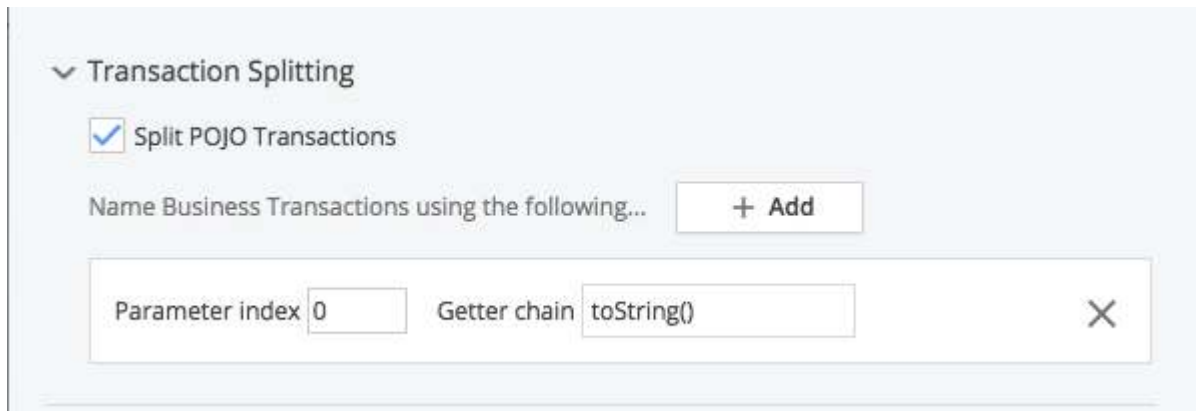 Transaction Splitting
Split POJO Transactions
Name Business Transactions using the following... + Add
Parameter index 0 Getter chain toString()